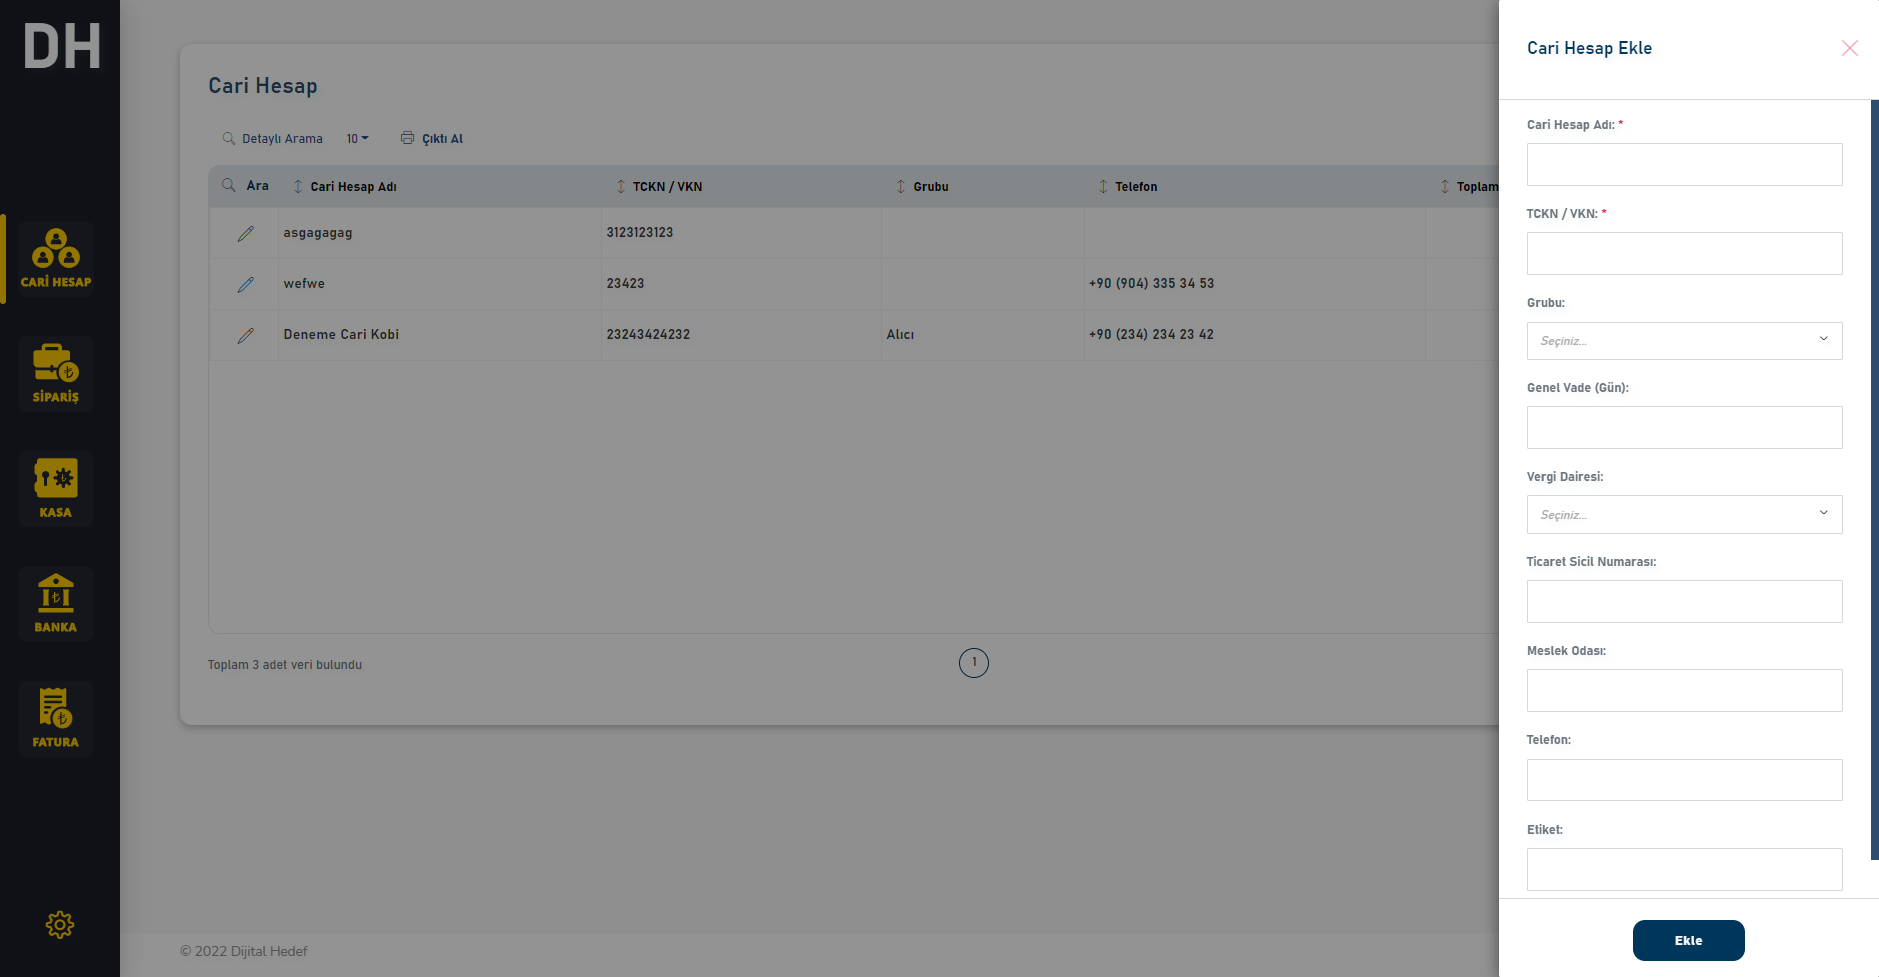 DH
CARİ HESAP
SİPARİŞ
KASA
BANKA
FATURA
Cari Hesap
Detaylı Arama 10 Çıktı Al
Ara Cari Hesap Adı TCKN / VKN Grubu Telefon Toplam
asgagagag 3123123123
wefwe 23423 +90 (904) 335 34 53
Deneme Cari Kobi 23243424232 Alıcı +90 (234) 234 23 42
Toplam 3 adet veri bulundu 1
© 2022 Dijital Hedef
Cari Hesap Ekle
Cari Hesap Adı: *
TCKN / VKN: *
Grubu:
Seçiniz...
Genel Vade (Gün):
Vergi Dairesi:
Seçiniz...
Ticaret Sicil Numarası:
Meslek Odası:
Telefon:
Etiket:
Ekle